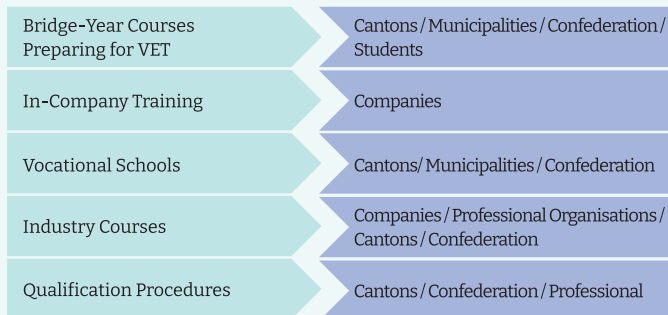 Bridge-Year Courses
Preparing for VET
Cantons / Municipalities / Confederation /
Students
In-Company Training
Companies
Vocational Schools
Cantons/ Municipalities / Confederation
Industry Courses
Companies / Professional Organisations /
Cantons / Confederation
Qualification Procedures
Cantons / Confederation / Professional